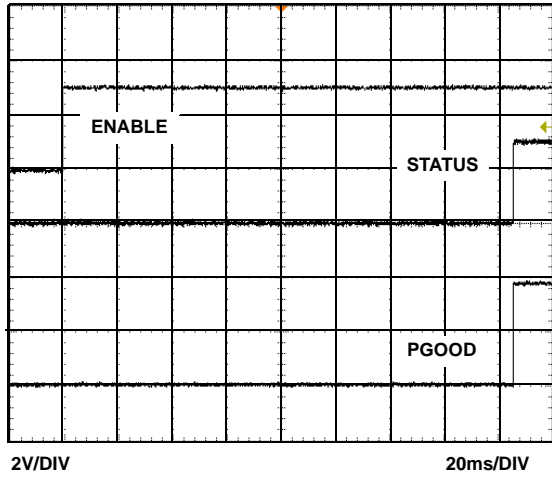 ENABLE
STATUS
PGOOD
2V/DIV
20ms/DIV